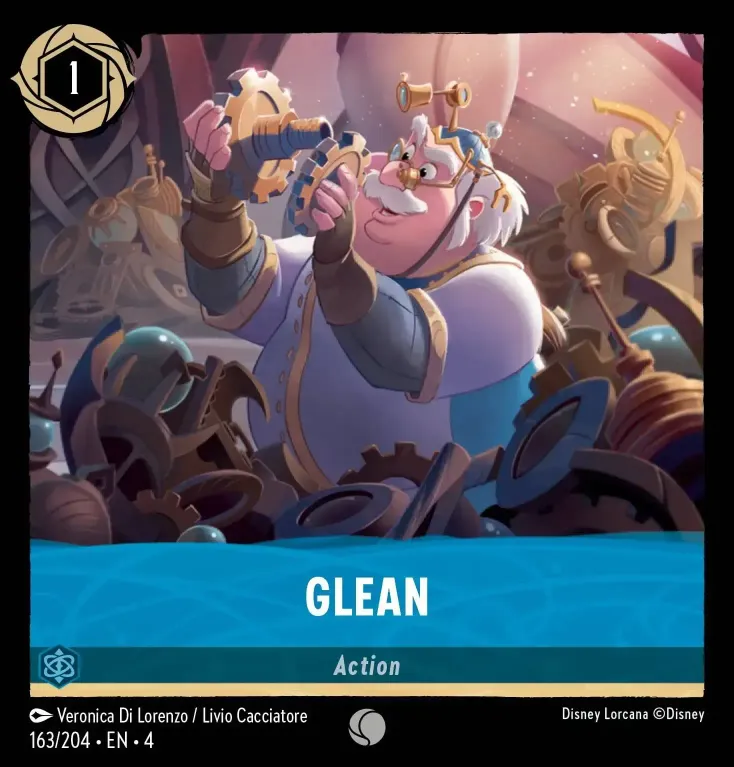 1
GLEAN
Action
Veronica Di Lorenzo / Livio Cacciatore
Disney Lorcana ©Disney
163/204 • EN • 4